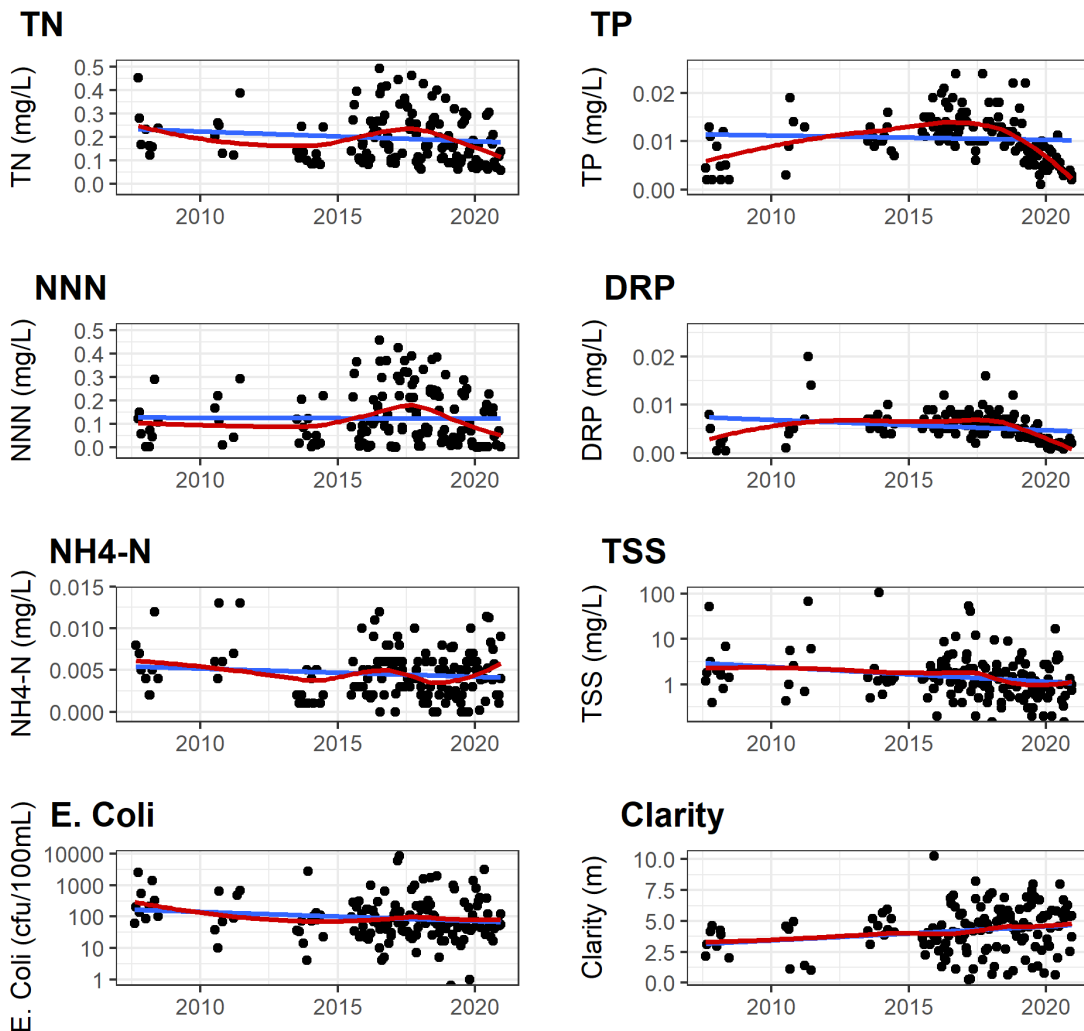 TN
TN (mg/L)
0.5
0.4
0.3
0.2
0.1
0.0
2010 2015 2020
TP
TP (mg/L)
0.02
0.01
0.00
2010 2015 2020
NNN
NNN (mg/L)
0.5
0.4
0.3
0.2
0.1
0.0
2010 2015 2020
DRP
DRP (mg/L)
0.02
0.01
0.00
2010 2015 2020
NH4-N
NH4-N (mg/L)
0.015
0.010
0.005
0.000
2010 2015 2020
TSS
TSS (mg/L)
100
10
1
2010 2015 2020
E. Coli
E. Coli (cfu/100mL)
10000
1000
100
10
1
2010 2015 2020
Clarity
Clarity (m)
10.0
7.5
5.0
2.5
0.0
2010 2015 2020